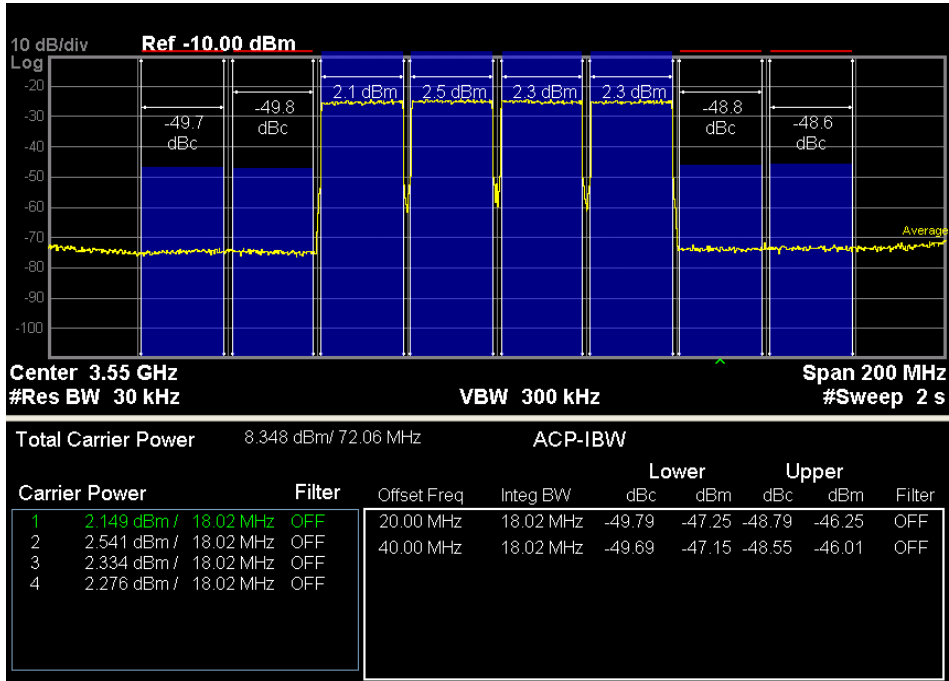 10 dB/div Ref -10.00 dBm
Log
-20
-30
-40
-50
-60
-70
-80
-90
-100
-49.7
dBc
-49.8
dBc
2.1 dBm
2.5 dBm
2.3 dBm
2.3 dBm
-48.8
dBc
-48.6
dBc
Average
Center 3.55 GHz Span 200 MHz
#Res BW 30 kHz VBW 300 kHz #Sweep 2 s
Total Carrier Power 8.348 dBm/ 72.06 MHz ACP-IBW
Lower Upper
Carrier Power Filter Offset Freq Integ BW dBc dBm dBc dBm Filter
1 2.149 dBm / 18.02 MHz OFF 20.00 MHz 18.02 MHz -49.79 -47.25 -48.79 -46.25 OFF
2 2.541 dBm / 18.02 MHz OFF 40.00 MHz 18.02 MHz -49.69 -47.15 -48.55 -46.01 OFF
3 2.334 dBm / 18.02 MHz OFF
4 2.276 dBm / 18.02 MHz OFF